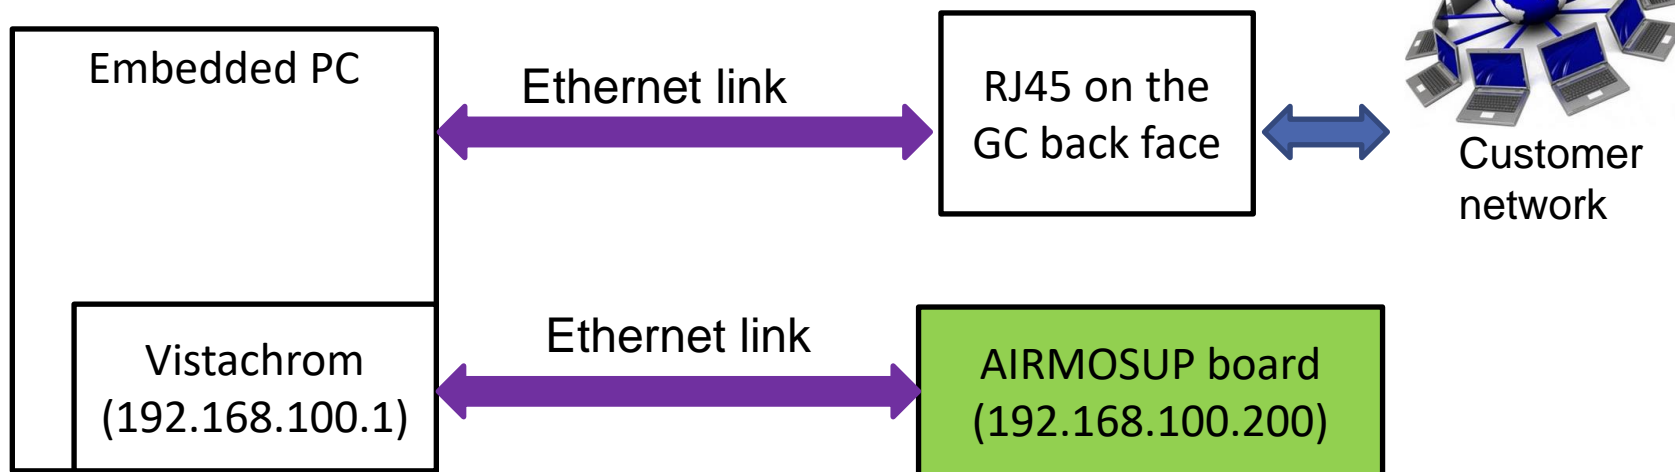 Embedded PC
Ethernet link
RJ45 on the
GC back face
Customer
network
Vistachrom
(192.168.100.1)
Ethernet link
AIRMOSUP board
(192.168.100.200)